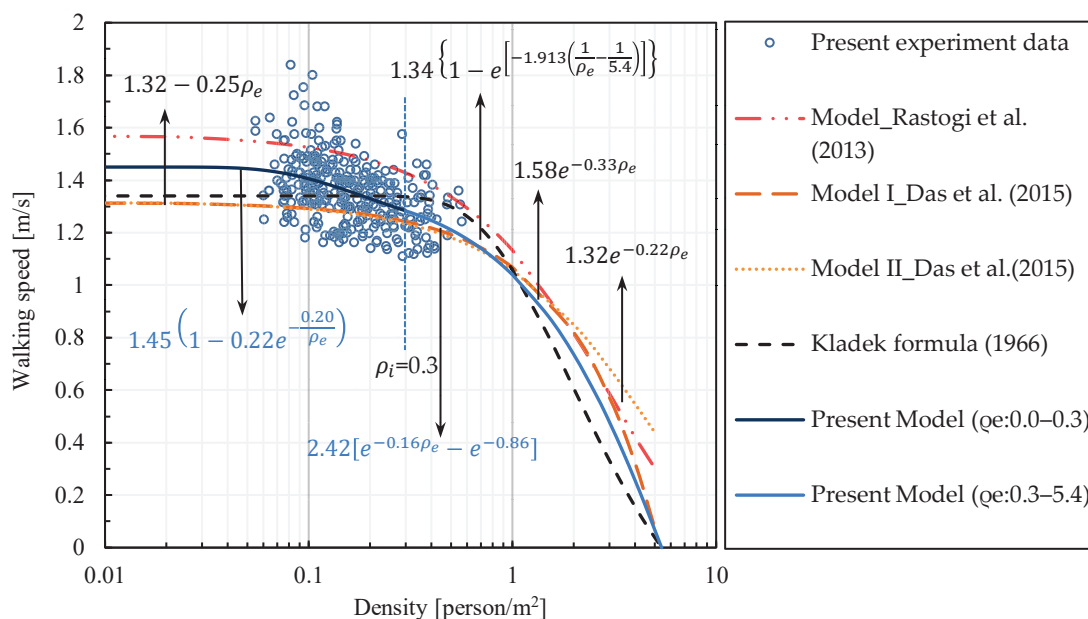 2
1.8
1.6
1.4
1.2
1
0.8
0.6
0.4
0.2
0
Walking speed [m/s]
0.01
0.1
1
10
Density [person/m²]
1.32 − 0.25ρₑ
1.34 {1 − e^[−1.913(1/ρₑ − 1/5.4)]}
1.58e^(−0.33ρₑ)
1.32e^(−0.22ρₑ)
1.45 (1 − 0.22e^(−0.20/ρₑ))
ρᵢ=0.3
2.42[e^(−0.16ρₑ) − e^(−0.86)]
Present experiment data
Model_Rastogi et al.
(2013)
Model I_Das et al. (2015)
Model II_Das et al.(2015)
Kladek formula (1966)
Present Model (ρe:0.0–0.3)
Present Model (ρe:0.3–5.4)